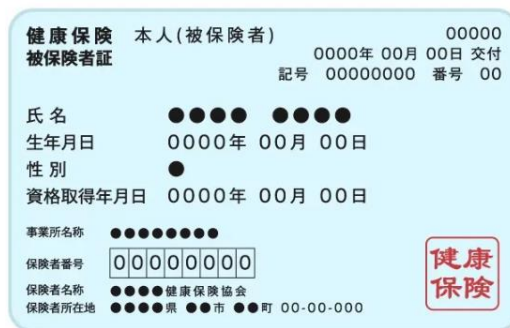 健康保険 本人(被保険者) 00000
被保険者証 0000年 00月 00日 交付
記号 00000000 番号 00
氏名 ●●●● ●●●●
生年月日 0000年 00月 00日
性別 ●
資格取得年月日 0000年 00月 00日
事業所名称 ●●●●●●●●
保険者番号 00000000
保険者名称 ●●●●健康保険協会
保険者所在地 ●●●●県 ●●市 ●●町 00-00-000
健康
保険